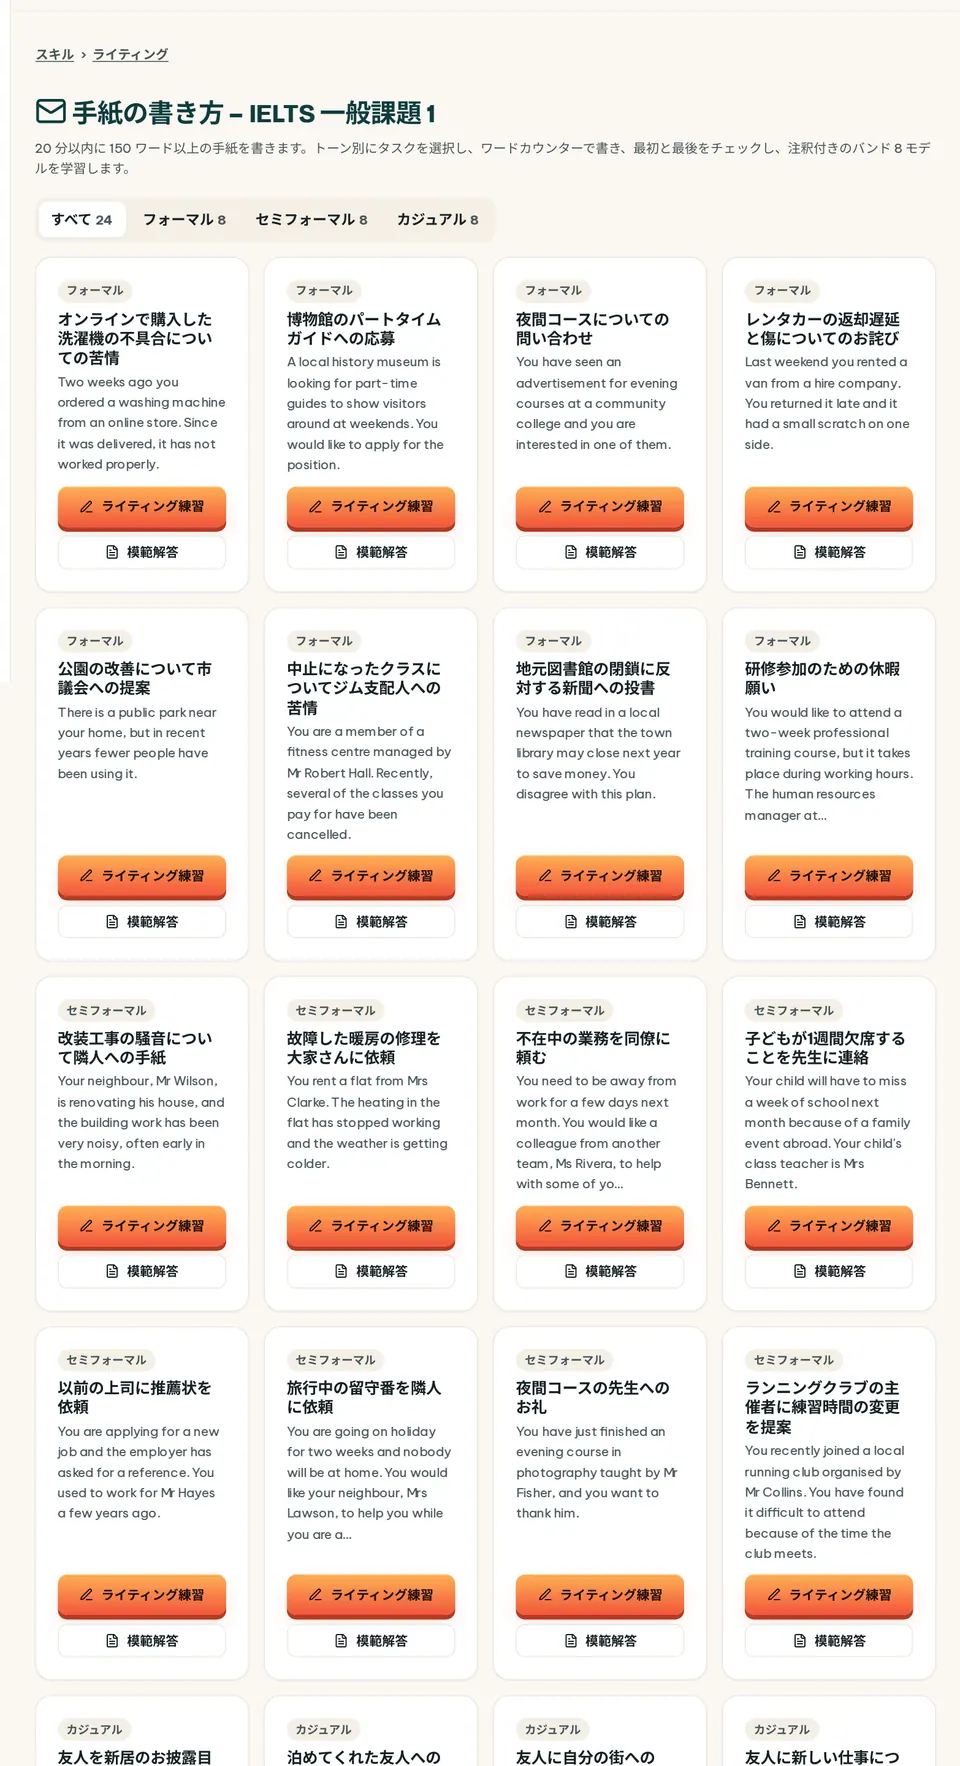 スキル › ライティング
手紙の書き方 – IELTS 一般課題 1
20 分以内に 150 ワード以上の手紙を書きます。トーン別にタスクを選択し、ワードカウンターで書き、最初と最後をチェックし、注釈付きのバンド 8 モデ
ルを学習します。
すべて 24 フォーマル 8 セミフォーマル 8 カジュアル 8
フォーマル
オンラインで購入した
洗濯機の不具合につい
ての苦情
Two weeks ago you
ordered a washing machine
from an online store. Since
it was delivered, it has not
worked properly.
ライティング練習
模範解答
フォーマル
博物館のパートタイム
ガイドへの応募
A local history museum is
looking for part-time
guides to show visitors
around at weekends. You
would like to apply for the
position.
ライティング練習
模範解答
フォーマル
夜間コースについての
問い合わせ
You have seen an
advertisement for evening
courses at a community
college and you are
interested in one of them.
ライティング練習
模範解答
フォーマル
レンタカーの返却遅延
と傷についてのお詫び
Last weekend you rented a
van from a hire company.
You returned it late and it
had a small scratch on one
side.
ライティング練習
模範解答
フォーマル
公園の改善について市
議会への提案
There is a public park near
your home, but in recent
years fewer people have
been using it.
ライティング練習
模範解答
フォーマル
中止になったクラスに
ついてジム支配人への
苦情
You are a member of a
fitness centre managed by
Mr Robert Hall. Recently,
several of the classes you
pay for have been
cancelled.
ライティング練習
模範解答
フォーマル
地元図書館の閉鎖に反
対する新聞への投書
You have read in a local
newspaper that the town
library may close next year
to save money. You
disagree with this plan.
ライティング練習
模範解答
フォーマル
研修参加のための休暇
願い
You would like to attend a
two-week professional
training course, but it takes
place during working hours.
The human resources
manager at...
ライティング練習
模範解答
セミフォーマル
改装工事の騒音につい
て隣人への手紙
Your neighbour, Mr Wilson,
is renovating his house, and
the building work has been
very noisy, often early in
the morning.
ライティング練習
模範解答
セミフォーマル
故障した暖房の修理を
大家さんに依頼
You rent a flat from Mrs
Clarke. The heating in the
flat has stopped working
and the weather is getting
colder.
ライティング練習
模範解答
セミフォーマル
不在中の業務を同僚に
頼む
You need to be away from
work for a few days next
month. You would like a
colleague from another
team, Ms Rivera, to help
with some of yo...
ライティング練習
模範解答
セミフォーマル
子どもが1週間欠席する
ことを先生に連絡
Your child will have to miss
a week of school next
month because of a family
event abroad. Your child's
class teacher is Mrs
Bennett.
ライティング練習
模範解答
セミフォーマル
以前の上司に推薦状を
依頼
You are applying for a new
job and the employer has
asked for a reference. You
used to work for Mr Hayes
a few years ago.
ライティング練習
模範解答
セミフォーマル
旅行中の留守番を隣人
に依頼
You are going on holiday
for two weeks and nobody
will be at home. You would
like your neighbour, Mrs
Lawson, to help you while
you are a...
ライティング練習
模範解答
セミフォーマル
夜間コースの先生への
お礼
You have just finished an
evening course in
photography taught by Mr
Fisher, and you want to
thank him.
ライティング練習
模範解答
セミフォーマル
ランニングクラブの主
催者に練習時間の変更
を提案
You recently joined a local
running club organised by
Mr Collins. You have found
it difficult to attend
because of the time the
club meets.
ライティング練習
模範解答
カジュアル
友人を新居のお披露目
カジュアル
泊めてくれた友人への
カジュアル
友人に自分の街への
カジュアル
友人に新しい仕事につ